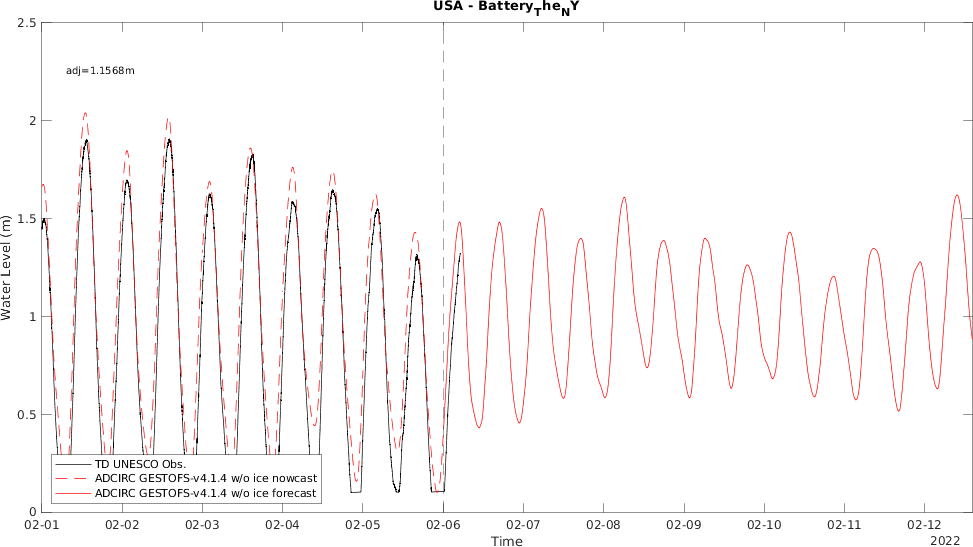 USA - Battery_The_NY
2.5
adj=1.1568m
2
1.5
1
0.5
0
Water Level (m)
TD UNESCO Obs.
ADCIRC GESTOFS-v4.1.4 w/o ice nowcast
ADCIRC GESTOFS-v4.1.4 w/o ice forecast
02-01 02-02 02-03 02-04 02-05 02-06 02-07 02-08 02-09 02-10 02-11 02-12
Time
2022